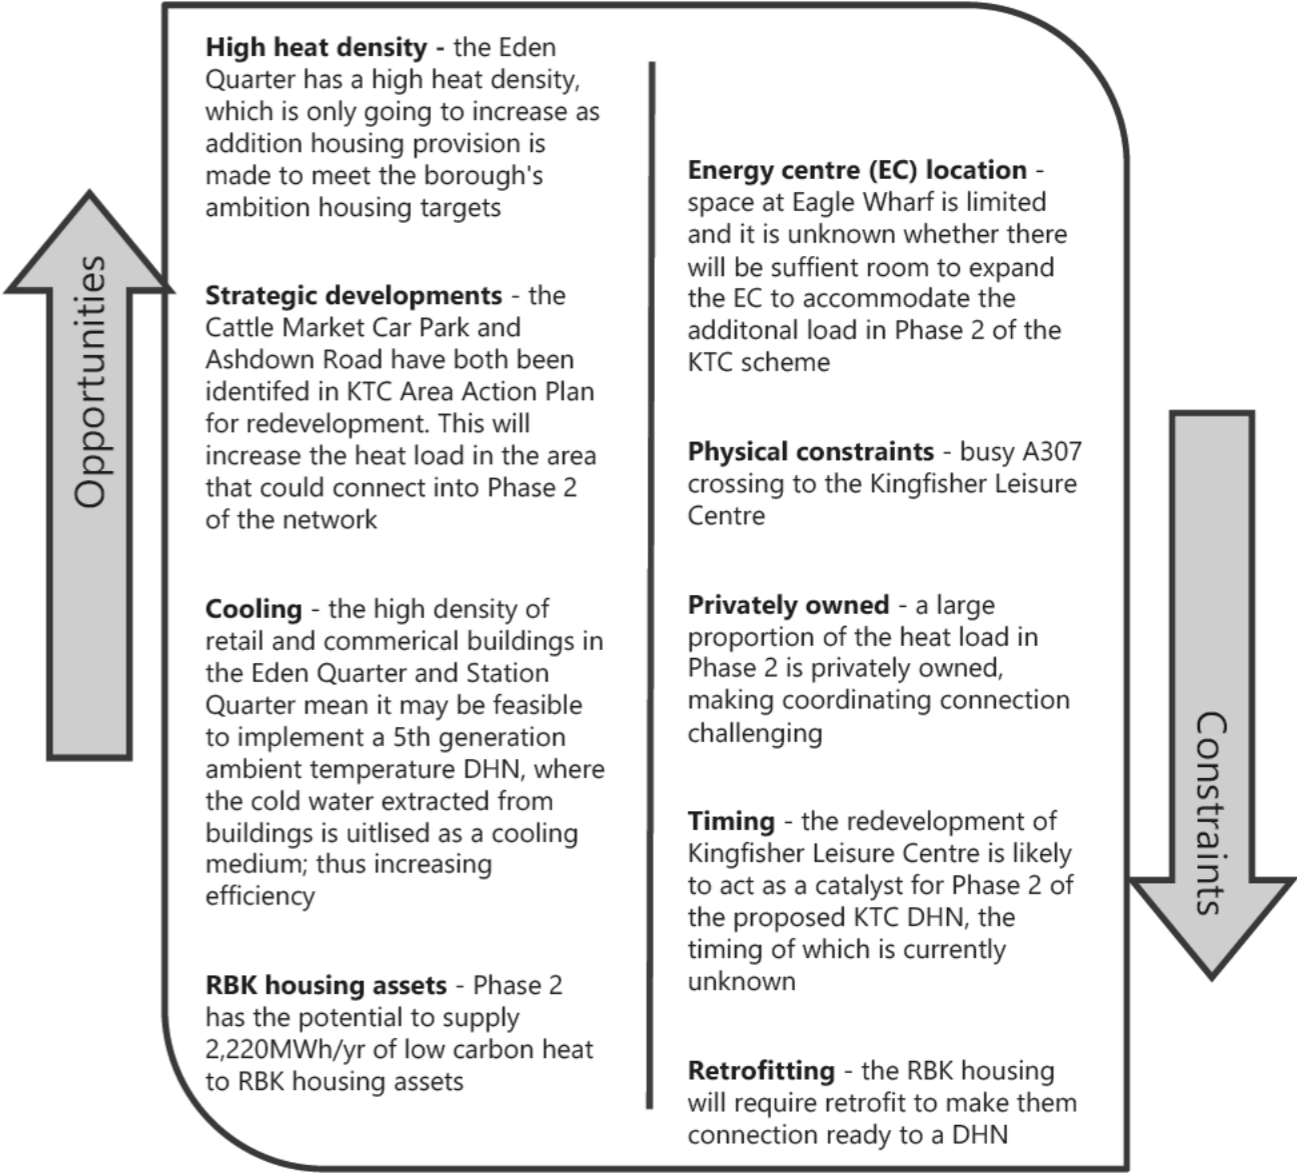 Opportunities
High heat density - the Eden
Quarter has a high heat density,
which is only going to increase as
addition housing provision is
made to meet the borough's
ambition housing targets
Strategic developments - the
Cattle Market Car Park and
Ashdown Road have both been
identifed in KTC Area Action Plan
for redevelopment. This will
increase the heat load in the area
that could connect into Phase 2
of the network
Cooling - the high density of
retail and commerical buildings in
the Eden Quarter and Station
Quarter mean it may be feasible
to implement a 5th generation
ambient temperature DHN, where
the cold water extracted from
buildings is uitlised as a cooling
medium; thus increasing
efficiency
RBK housing assets - Phase 2
has the potential to supply
2,220MWh/yr of low carbon heat
to RBK housing assets
Energy centre (EC) location -
space at Eagle Wharf is limited
and it is unknown whether there
will be suffient room to expand
the EC to accommodate the
additonal load in Phase 2 of the
KTC scheme
Physical constraints - busy A307
crossing to the Kingfisher Leisure
Centre
Privately owned - a large
proportion of the heat load in
Phase 2 is privately owned,
making coordinating connection
challenging
Timing - the redevelopment of
Kingfisher Leisure Centre is likely
to act as a catalyst for Phase 2 of
the proposed KTC DHN, the
timing of which is currently
unknown
Retrofitting - the RBK housing
will require retrofit to make them
connection ready to a DHN
Constraints